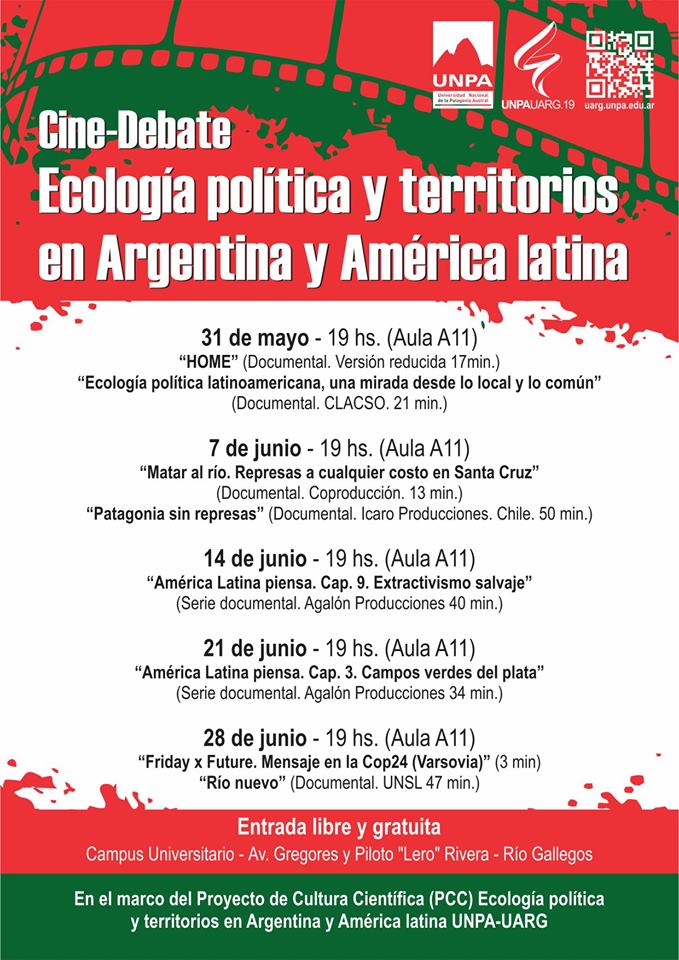 UNPA
Universidad Nacional
de la Patagonia Austral
UNPAUARG.19
uarg.unpa.edu.ar
Cine-Debate
Ecología política y territorios
en Argentina y América latina
31 de mayo - 19 hs. (Aula A11)
“HOME” (Documental. Versión reducida 17min.)
“Ecología política latinoamericana, una mirada desde lo local y lo común”
(Documental. CLACSO. 21 min.)
7 de junio - 19 hs. (Aula A11)
“Matar al río. Represas a cualquier costo en Santa Cruz”
(Documental. Coproducción. 13 min.)
“Patagonia sin represas” (Documental. Icaro Producciones. Chile. 50 min.)
14 de junio - 19 hs. (Aula A11)
“América Latina piensa. Cap. 9. Extractivismo salvaje”
(Serie documental. Agalón Producciones 40 min.)
21 de junio - 19 hs. (Aula A11)
“América Latina piensa. Cap. 3. Campos verdes del plata”
(Serie documental. Agalón Producciones 34 min.)
28 de junio - 19 hs. (Aula A11)
“Friday x Future. Mensaje en la Cop24 (Varsovia)” (3 min)
“Río nuevo” (Documental. UNSL 47 min.)
Entrada libre y gratuita
Campus Universitario - Av. Gregores y Piloto "Lero" Rivera - Río Gallegos
En el marco del Proyecto de Cultura Científica (PCC) Ecología política
y territorios en Argentina y América latina UNPA-UARG